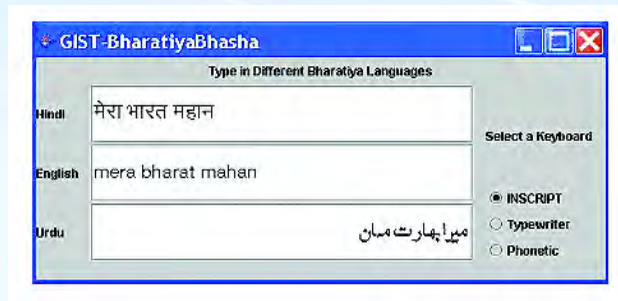 GIST-BharatiyaBhasha
Type in Different Bharatiya Languages
Hindi
मेरा भारत महान
English
mera bharat mahan
Urdu
میرا بھارت مہان
Select a Keyboard
INSCRIPT
Typewriter
Phonetic